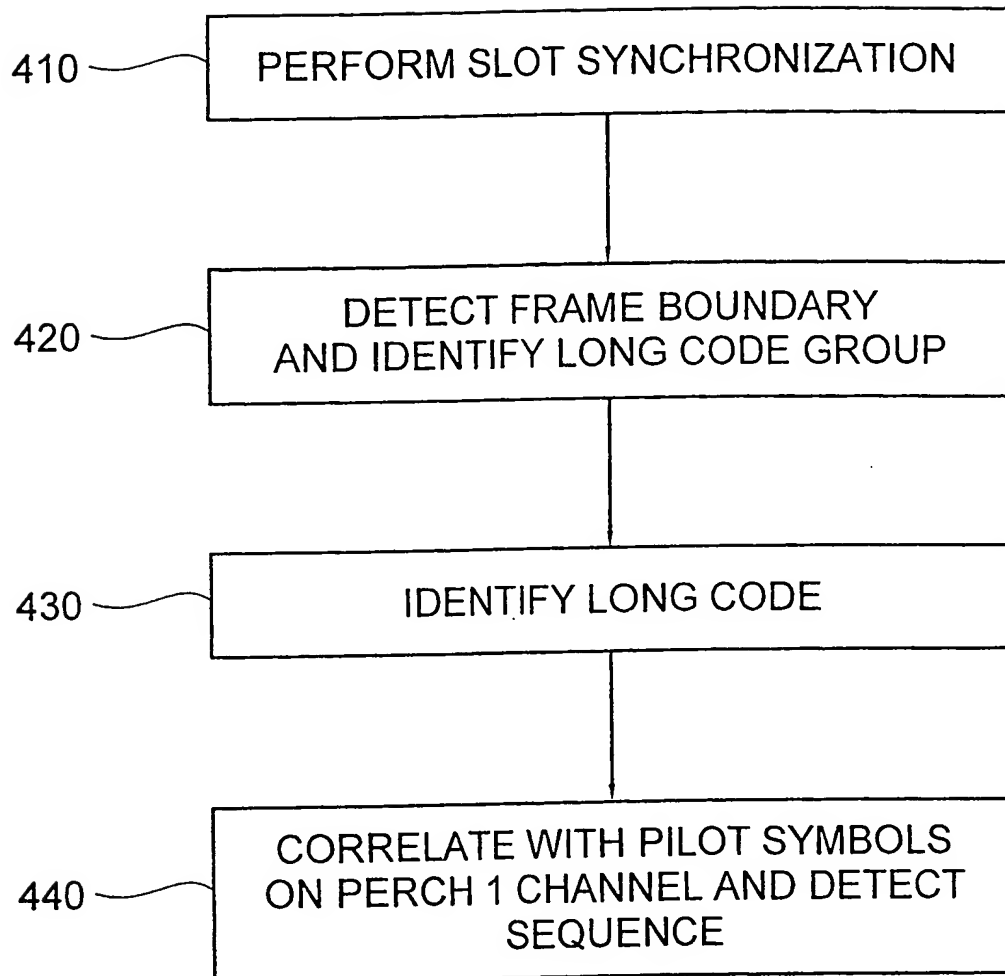 410
PERFORM SLOT SYNCHRONIZATION
420
DETECT FRAME BOUNDARY
AND IDENTIFY LONG CODE GROUP
430
IDENTIFY LONG CODE
440
CORRELATE WITH PILOT SYMBOLS
ON PERCH 1 CHANNEL AND DETECT
SEQUENCE